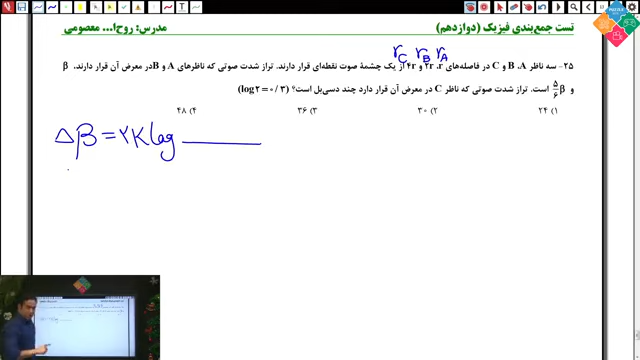 تست جمع‌بندی فیزیک (دوازدهم)
مدرس: روح‌ا... معصومی
r_C r_B r_A
۲۵- سه ناظر A، B و C در فاصله‌های r، ۲r و ۴r از یک چشمهٔ صوت نقطه‌ای قرار دارند. تراز شدت صوتی که ناظرهای A و B در معرض آن قرار دارند، β
و ۵/۶ β است. تراز شدت صوتی که ناظر C در معرض آن قرار دارد چند دسی‌بل است؟ (log۲=۰/۳)
۱) ۲۴
۲) ۳۰
۳) ۳۶
۴) ۴۸
Δβ = ۲K log